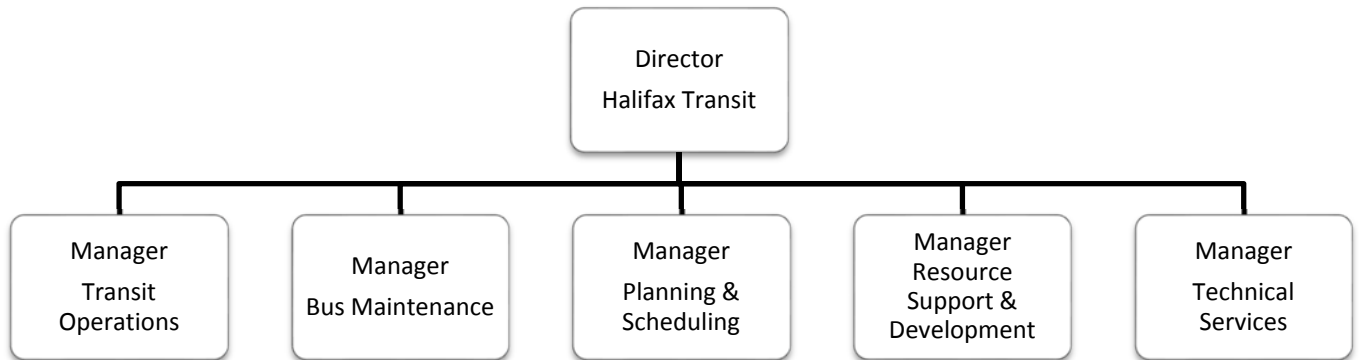 Director
Halifax Transit
Manager
Transit
Operations
Manager
Bus Maintenance
Manager
Planning &
Scheduling
Manager
Resource
Support &
Development
Manager
Technical
Services